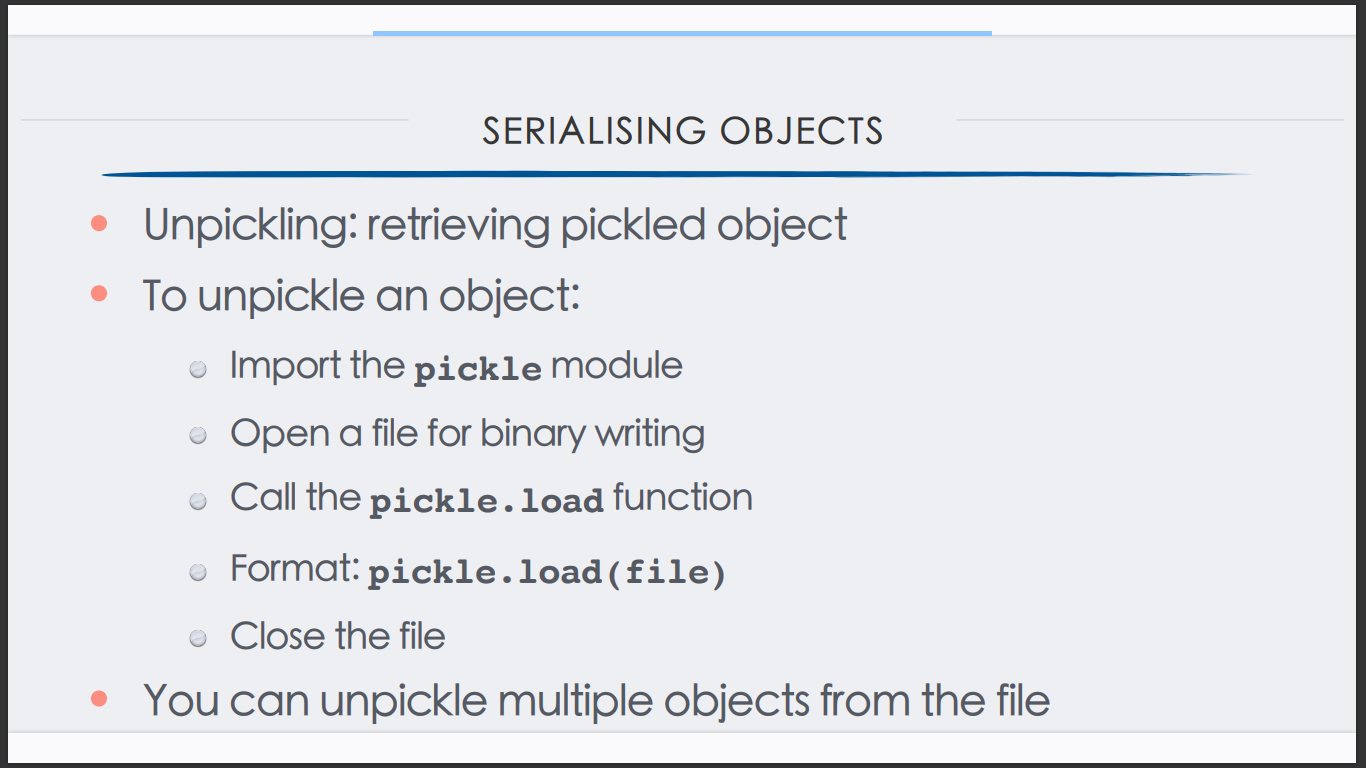 SERIALISING OBJECTS
Unpickling: retrieving pickled object
To unpickle an object:
Import the pickle module
Open a file for binary writing
Call the pickle.load function
Format: pickle.load(file)
Close the file
You can unpickle multiple objects from the file